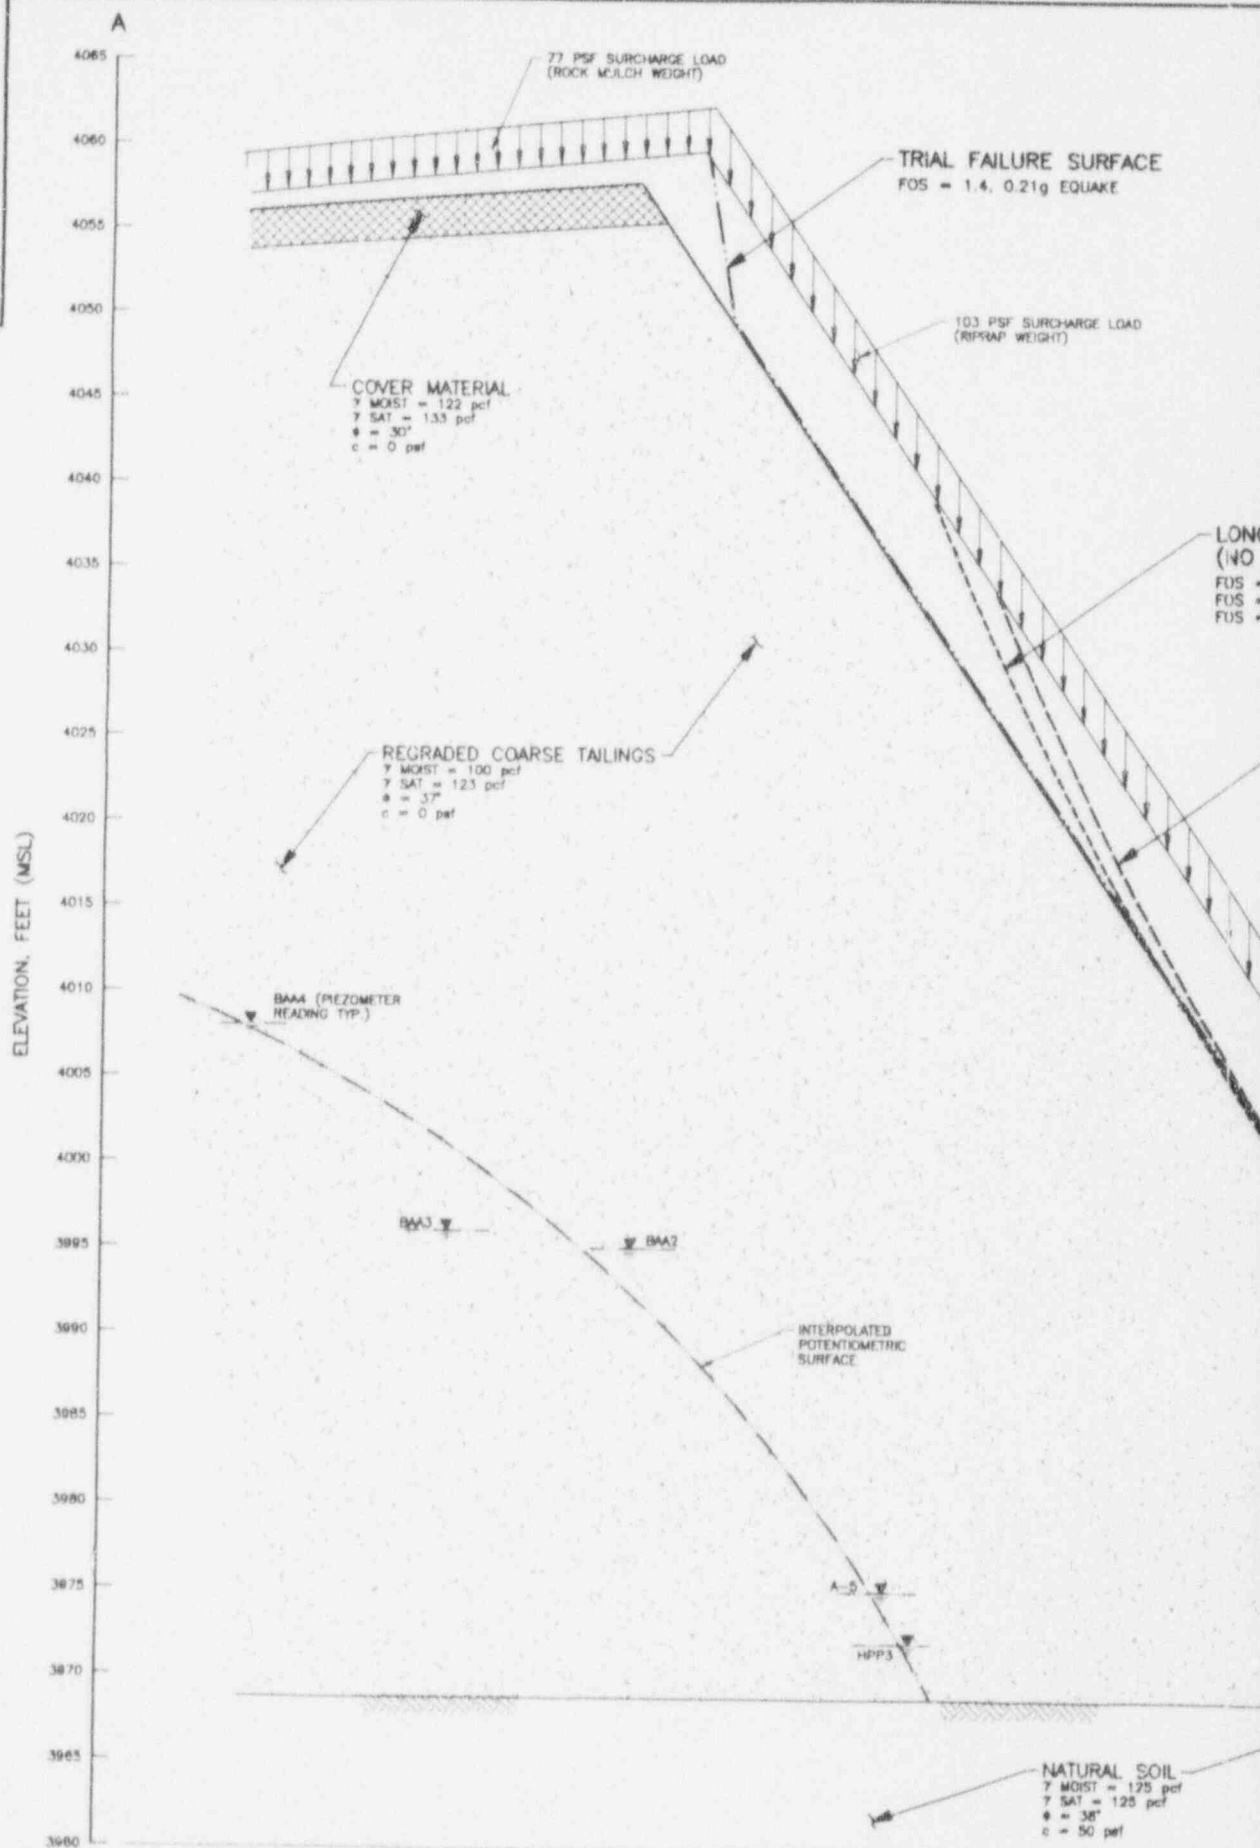 A
4065
4060
4055
4050
4045
4040
4035
4030
4025
4020
4015
4010
4005
4000
3995
3990
3985
3980
3975
3970
3965
3960
ELEVATION, FEET (MSL)
77 PSF SURCHARGE LOAD
(ROCK MULCH WEIGHT)
TRIAL FAILURE SURFACE
FOS = 1.4, 0.21g EQUAKE
103 PSF SURCHARGE LOAD
(RIPRAP WEIGHT)
COVER MATERIAL
γ MOIST = 122 pcf
γ SAT = 133 pcf
ϕ = 30°
c = 0 psf
LONG
(NO
FOS =
FOS =
FOS =
REGRADED COARSE TAILINGS
γ MOIST = 100 pcf
γ SAT = 123 pcf
ϕ = 37°
c = 0 psf
BAA4 (PIEZOMETER
READING TYP.)
BAA3
BAA2
INTERPOLATED
POTENTIOMETRIC
SURFACE
A-5
HPP3
NATURAL SOIL
γ MOIST = 125 pcf
γ SAT = 125 pcf
ϕ = 38°
c = 50 psf